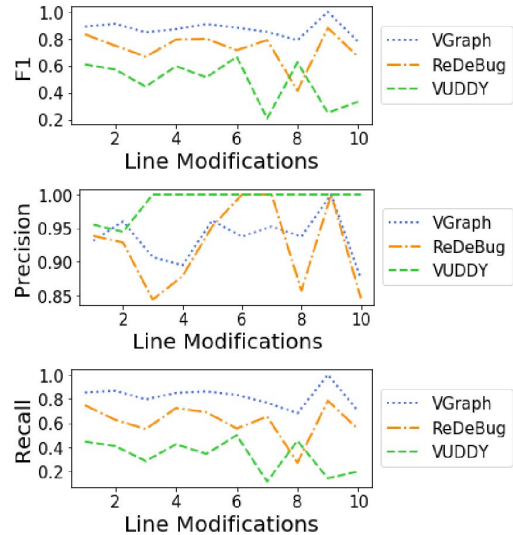 F1
1.0
0.8
0.6
0.4
0.2
2 4 6 8 10
Line Modifications
VGraph
ReDeBug
VUDDY
Precision
1.00
0.95
0.90
0.85
2 4 6 8 10
Line Modifications
VGraph
ReDeBug
VUDDY
Recall
1.0
0.8
0.6
0.4
0.2
2 4 6 8 10
Line Modifications
VGraph
ReDeBug
VUDDY